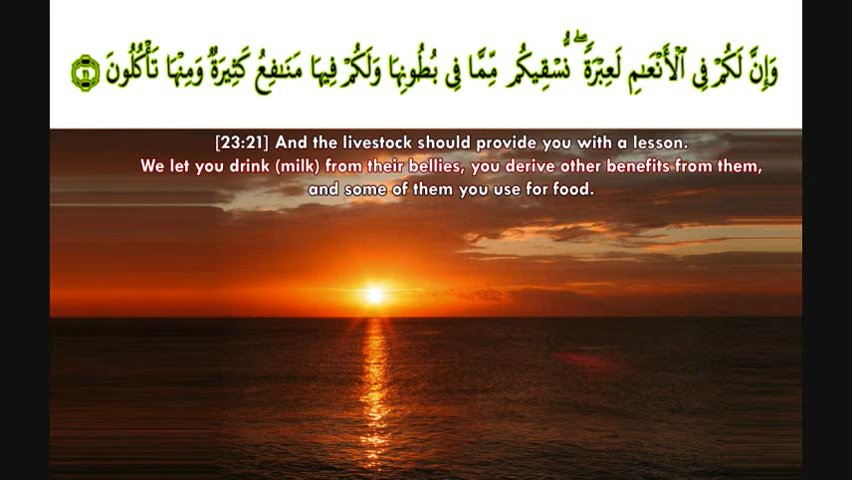 وَإِنَّ لَكُمْ فِى ٱلْأَنْعَـٰمِ لَعِبْرَةً ۖ نُّسْقِيكُم مِّمَّا فِى بُطُونِهَا وَلَكُمْ فِيهَا مَنَـٰفِعُ كَثِيرَةٌ وَمِنْهَا تَأْكُلُونَ ٢١
[23:21] And the livestock should provide you with a lesson.
We let you drink (milk) from their bellies, you derive other benefits from them,
and some of them you use for food.